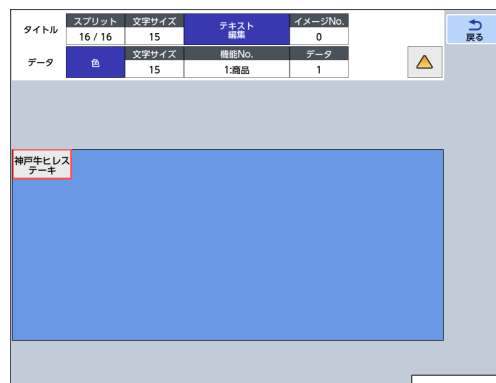 タイトル
スプリット
16 / 16
文字サイズ
15
テキスト
編集
イメージNo.
0
戻る
データ
色
文字サイズ
15
機能No.
1:商品
データ
1
神戸牛ヒレス
テーキ